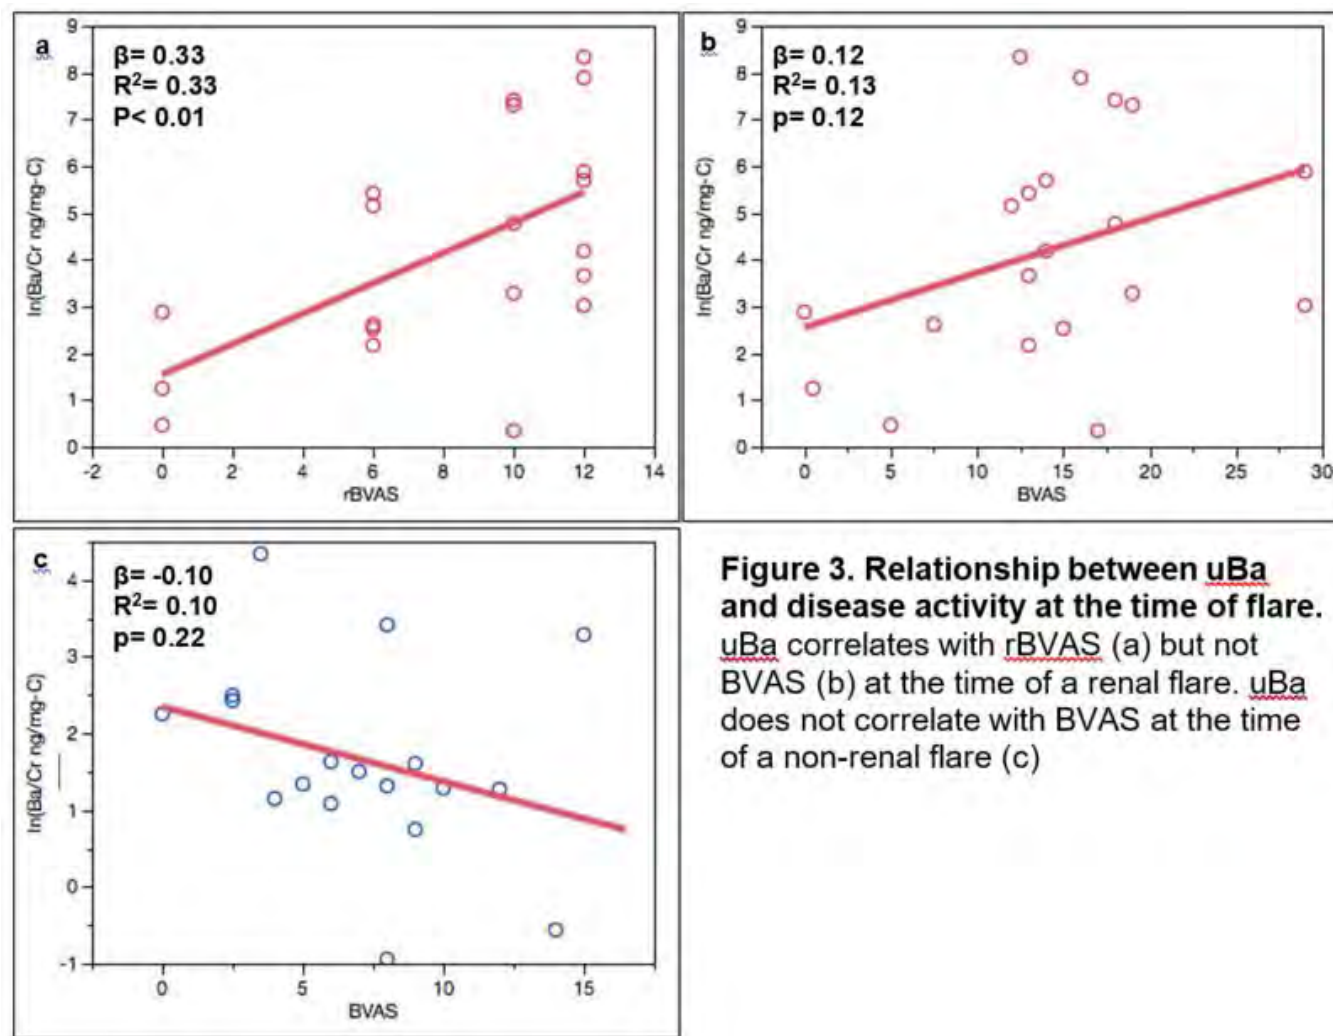 a
β= 0.33
R²= 0.33
P< 0.01
9
8
7
6
5
4
3
2
1
0
ln(Ba/Cr ng/mg-C)
-2 0 2 4 6 8 10 12 14
rBVAS
b
β= 0.12
R²= 0.13
p= 0.12
9
8
7
6
5
4
3
2
1
0
ln(Ba/Cr ng/mg-C)
0 5 10 15 20 25 30
BVAS
c
β= -0.10
R²= 0.10
p= 0.22
4
3
2
1
0
-1
ln(Ba/Cr ng/mg-C)
0 5 10 15
BVAS
Figure 3. Relationship between uBa
and disease activity at the time of flare.
uBa correlates with rBVAS (a) but not
BVAS (b) at the time of a renal flare. uBa
does not correlate with BVAS at the time
of a non-renal flare (c)